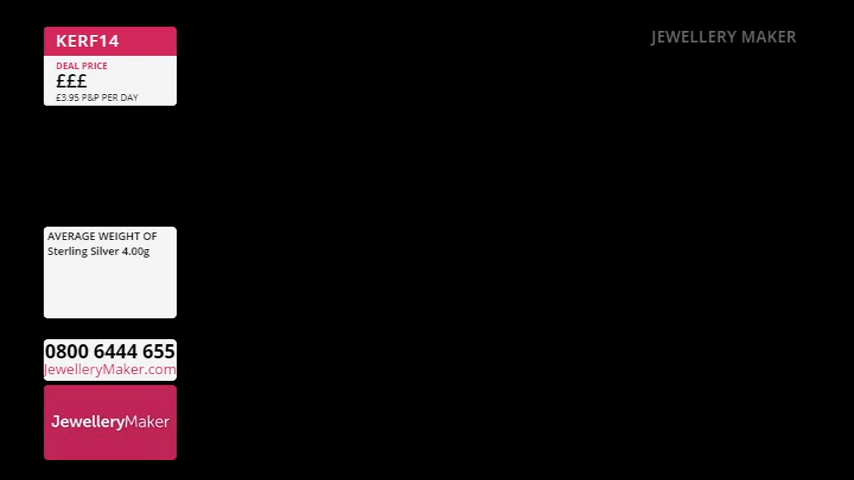 KERF14
DEAL PRICE
£££
£3.95 P&P PER DAY
JEWELLERY MAKER
AVERAGE WEIGHT OF
Sterling Silver 4.00g
0800 6444 655
JewelleryMaker.com
JewelleryMaker